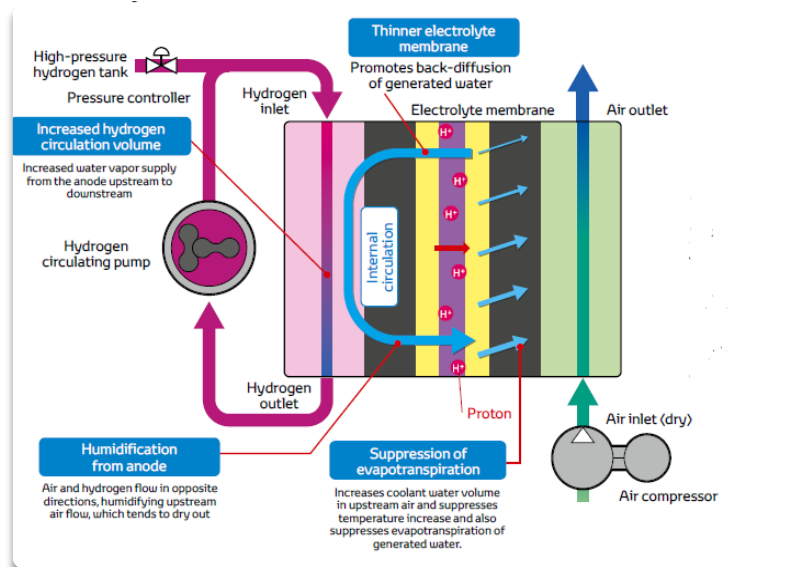 Thinner electrolyte
membrane
Promotes back-diffusion
of generated water
High-pressure
hydrogen tank
Pressure controller
Hydrogen
inlet
Electrolyte membrane
Air outlet
Increased hydrogen
circulation volume
Increased water vapor supply
from the anode upstream to
downstream
Hydrogen
circulating pump
Internal
circulation
H+
H+
H+
H+
H+
H+
Hydrogen
outlet
Proton
Air inlet (dry)
Humidification
from anode
Air and hydrogen flow in opposite
directions, humidifying upstream
air flow, which tends to dry out
Suppression of
evapotranspiration
Increases coolant water volume
in upstream air and suppresses
temperature increase and also
suppresses evapotranspiration of
generated water.
Air compressor